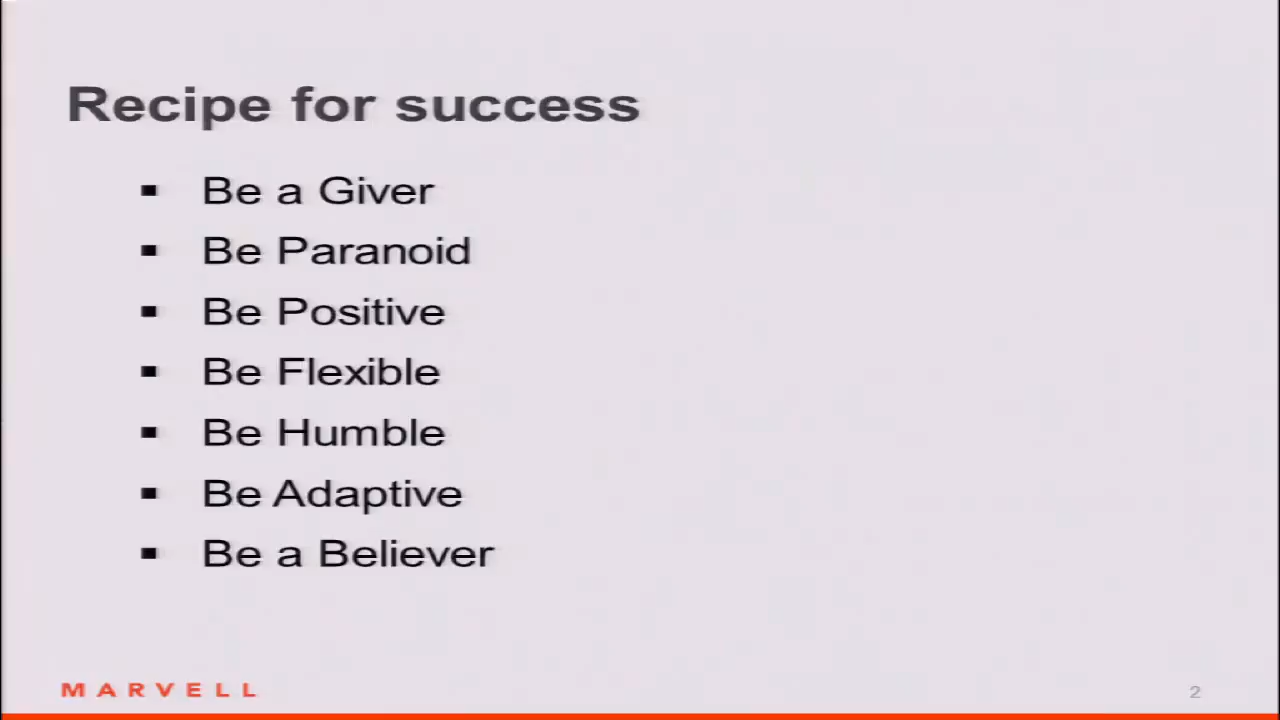 Recipe for success
▪ Be a Giver
▪ Be Paranoid
▪ Be Positive
▪ Be Flexible
▪ Be Humble
▪ Be Adaptive
▪ Be a Believer
MARVELL
2